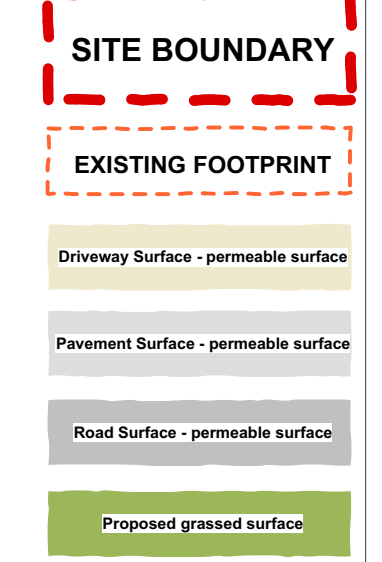 SITE BOUNDARY
EXISTING FOOTPRINT
Driveway Surface - permeable surface
Pavement Surface - permeable surface
Road Surface - permeable surface
Proposed grassed surface